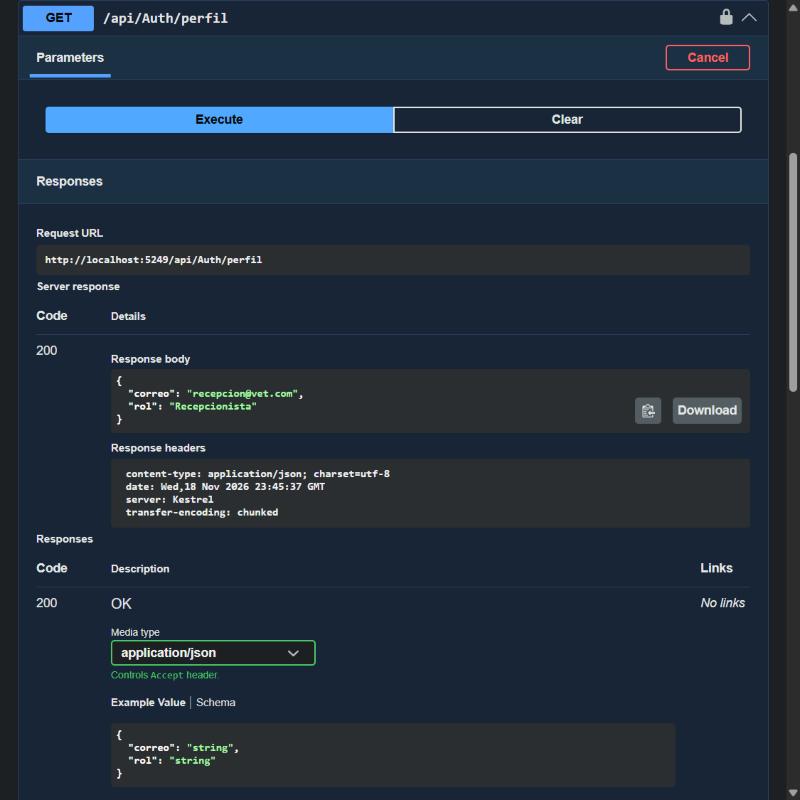 GET /api/Auth/perfil
Parameters Cancel
Execute Clear
Responses
Request URL
http://localhost:5249/api/Auth/perfil
Server response
Code Details
200
Response body
{
"correo": "recepcion@vet.com",
"rol": "Recepcionista"
}
Download
Response headers
content-type: application/json; charset=utf-8
date: Wed,18 Nov 2026 23:45:37 GMT
server: Kestrel
transfer-encoding: chunked
Responses
Code Description Links
200 OK No links
Media type
application/json
Controls Accept header.
Example Value | Schema
{
"correo": "string",
"rol": "string"
}